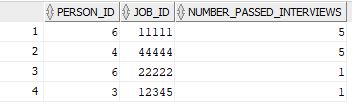 PERSON_ID JOB_ID NUMBER_PASSED_INTERVIEWS
1 6 11111 5
2 4 44444 5
3 6 22222 1
4 3 12345 1